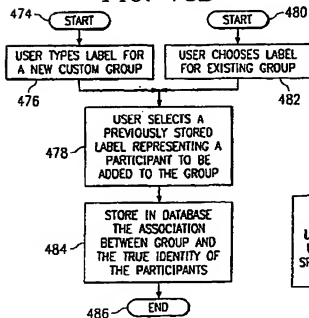 474
START
START
480
USER TYPES LABEL FOR
A NEW CUSTOM GROUP
476
USER CHOOSES LABEL
FOR EXISTING GROUP
482
USER SELECTS A
PREVIOUSLY STORED
LABEL REPRESENTING A
PARTICIPANT TO BE
ADDED TO THE GROUP
478
STORE IN DATABASE
THE ASSOCIATION
BETWEEN GROUP AND
THE TRUE IDENTITY OF
THE PARTICIPANTS
484
END
486